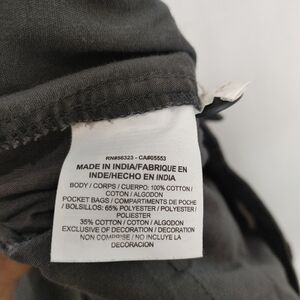 RN#56323 - CA#05553
MADE IN INDIA/FABRIQUE EN
INDE/HECHO EN INDIA
BODY / CORPS / CUERPO: 100% COTTON /
COTON / ALGODON
POCKET BAGS / COMPARTIMENTS DE POCHE
/ BOLSILLOS: 65% POLYESTER / POLYESTER /
POLIESTER
35% COTTON / COTON / ALGODON
EXCLUSIVE OF DECORATION / DECORATION
NON COMPRISE / NO INCLUYE LA
DECORACION